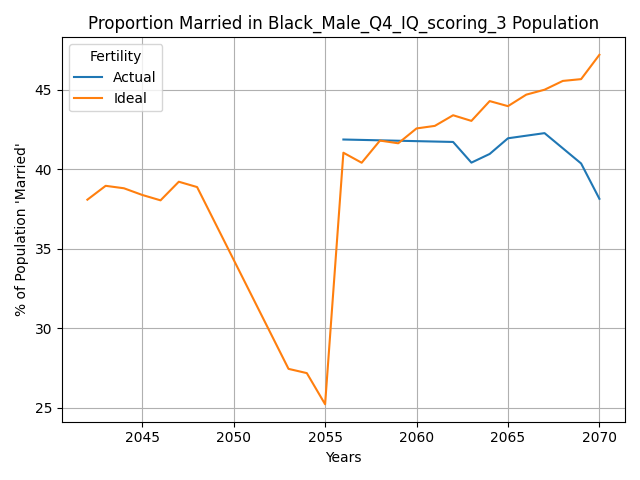 Proportion Married in Black_Male_Q4_IQ_scoring_3 Population
Fertility
Actual
Ideal
% of Population 'Married'
45
40
35
30
25
2045
2050
2055
2060
2065
2070
Years